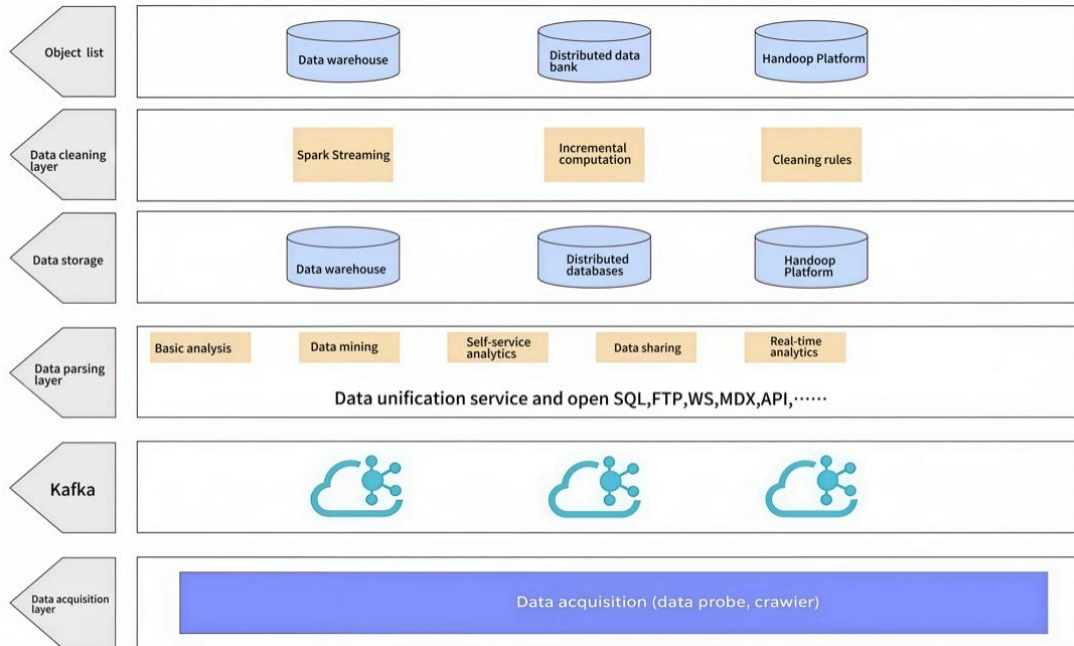 Object list
Data warehouse
Distributed data
bank
Handoop Platform
Data cleaning
layer
Spark Streaming
Incremental
computation
Cleaning rules
Data storage
Data warehouse
Distributed
databases
Handoop
Platform
Data parsing
layer
Basic analysis
Data mining
Self-service
analytics
Data sharing
Real-time
analytics
Data unification service and open SQL,FTP,WS,MDX,API,······
Kafka
Data acquisition
layer
Data acquisition (data probe, crawier)